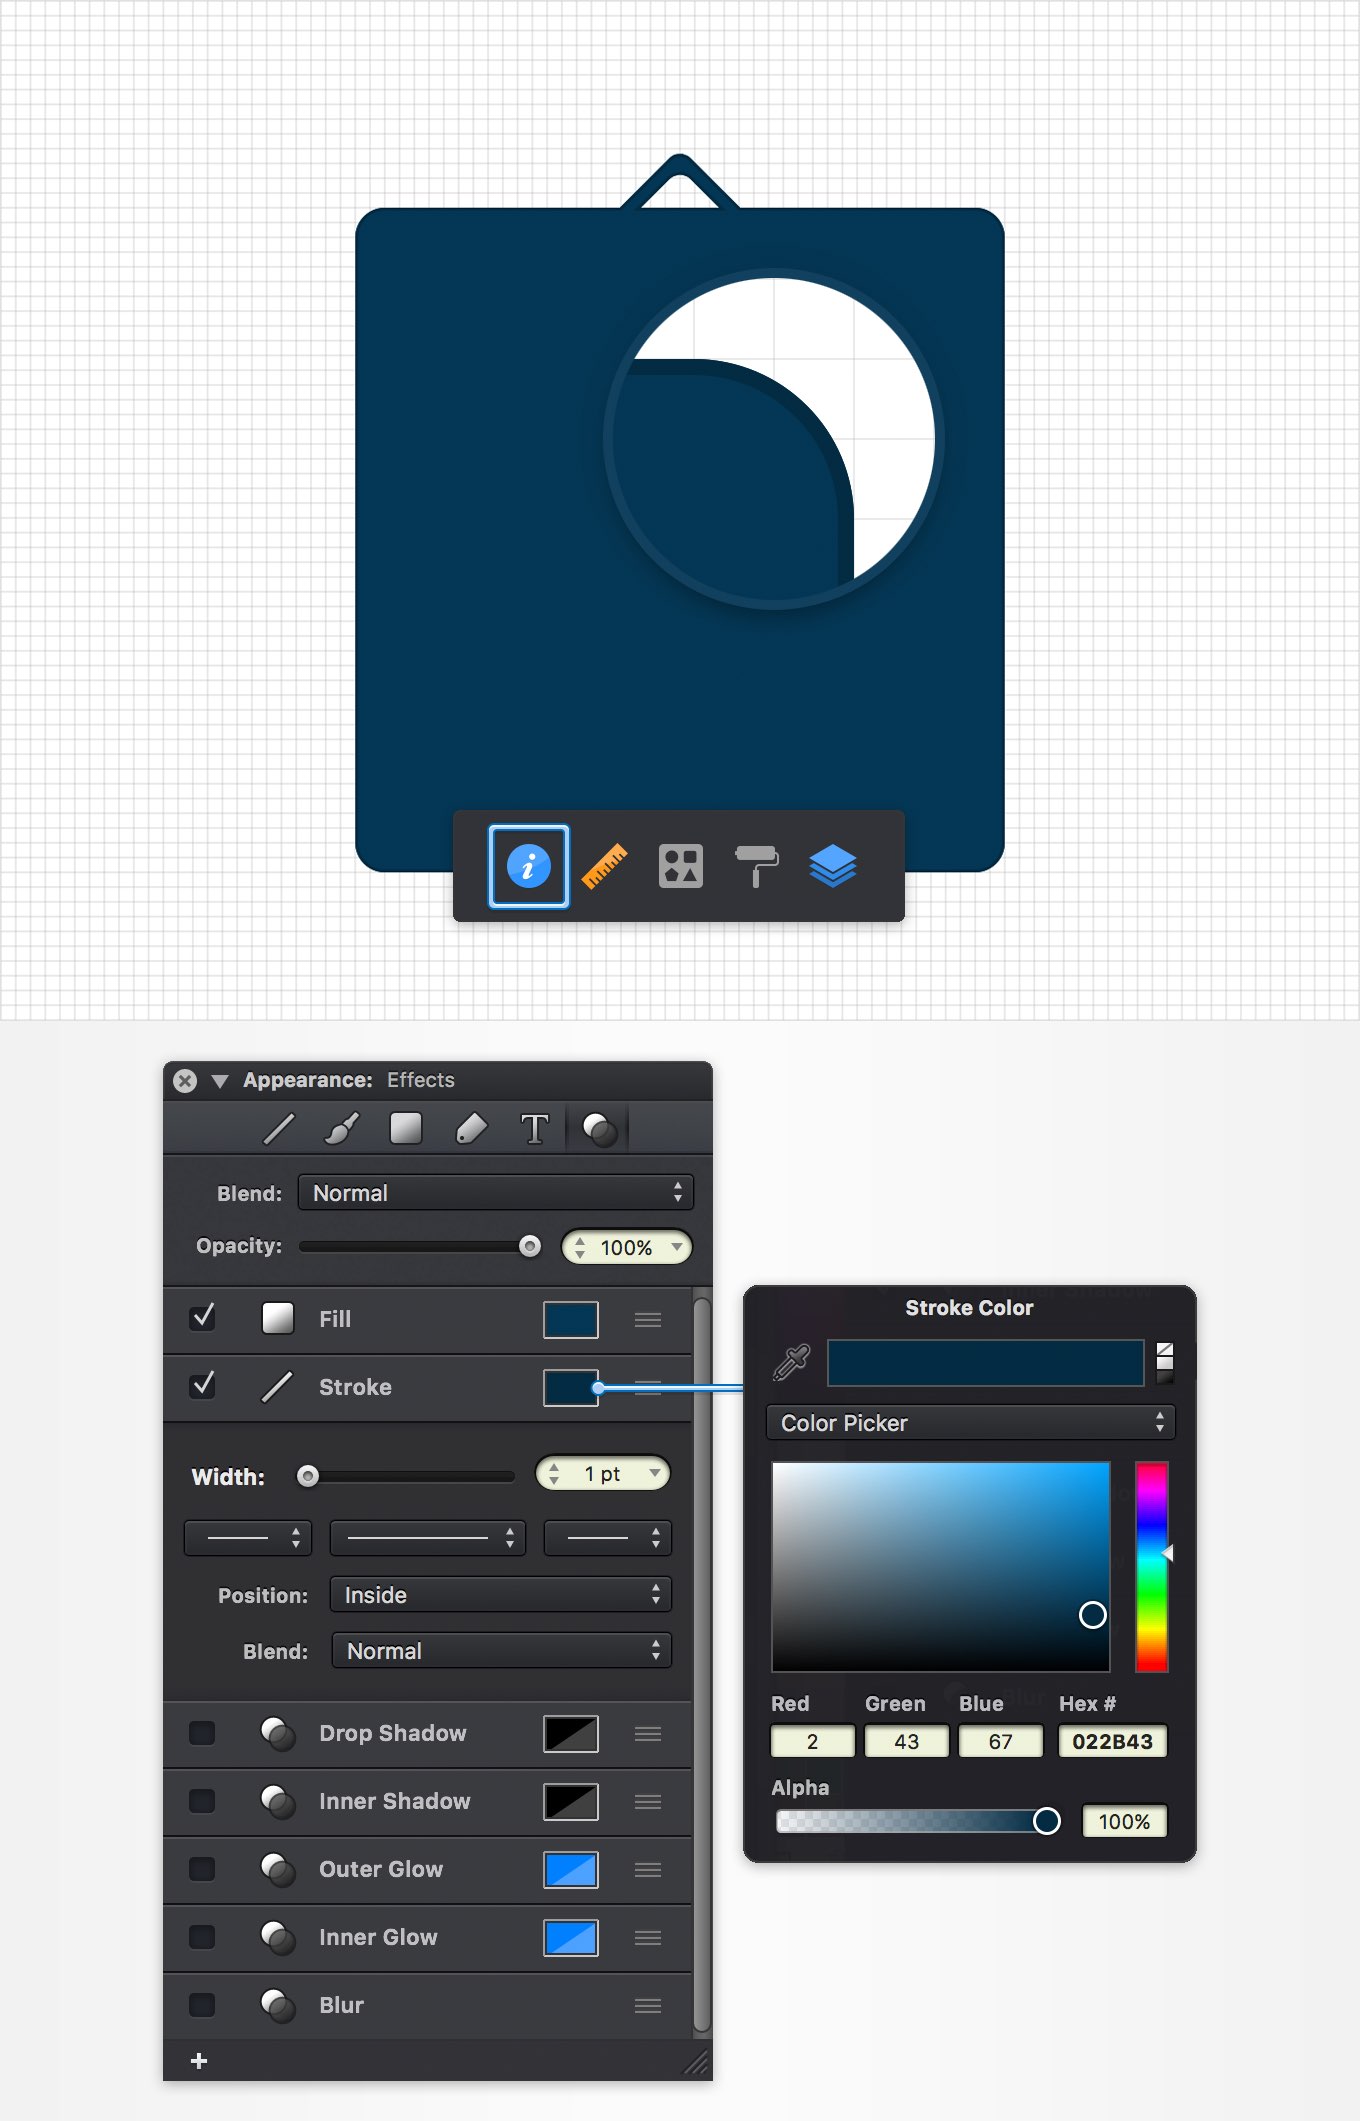 i
Appearance: Effects
T
Blend: Normal
Opacity: 100%
Fill
Stroke
Width: 1 pt
Position: Inside
Blend: Normal
Drop Shadow
Inner Shadow
Outer Glow
Inner Glow
Blur
+
Stroke Color
Color Picker
Red Green Blue Hex #
2 43 67 022B43
Alpha
100%